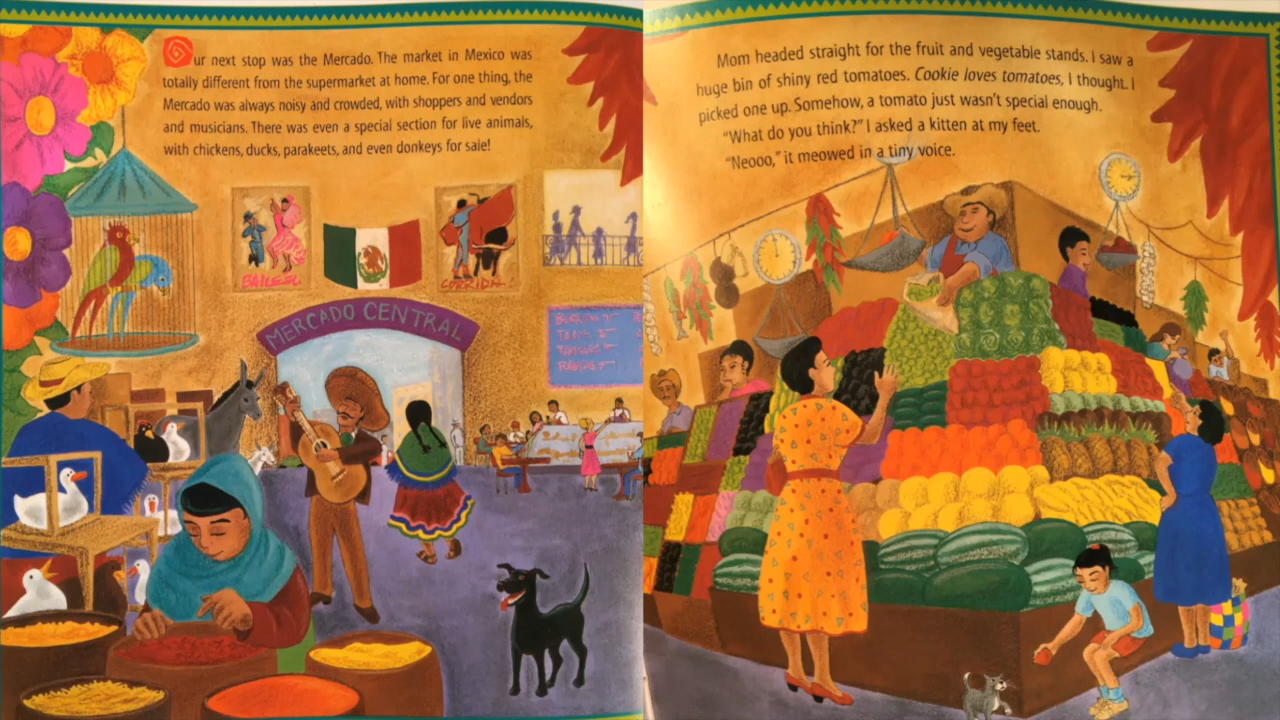 Our next stop was the Mercado. The market in Mexico was
totally different from the supermarket at home. For one thing, the
Mercado was always noisy and crowded, with shoppers and vendors
and musicians. There was even a special section for live animals,
with chickens, ducks, parakeets, and even donkeys for sale!
CORRIDA
MERCADO CENTRAL
Mom headed straight for the fruit and vegetable stands. I saw a
huge bin of shiny red tomatoes. Cookie loves tomatoes, I thought. I
picked one up. Somehow, a tomato just wasn't special enough.
"What do you think?" I asked a kitten at my feet.
"Neooo," it meowed in a tiny voice.